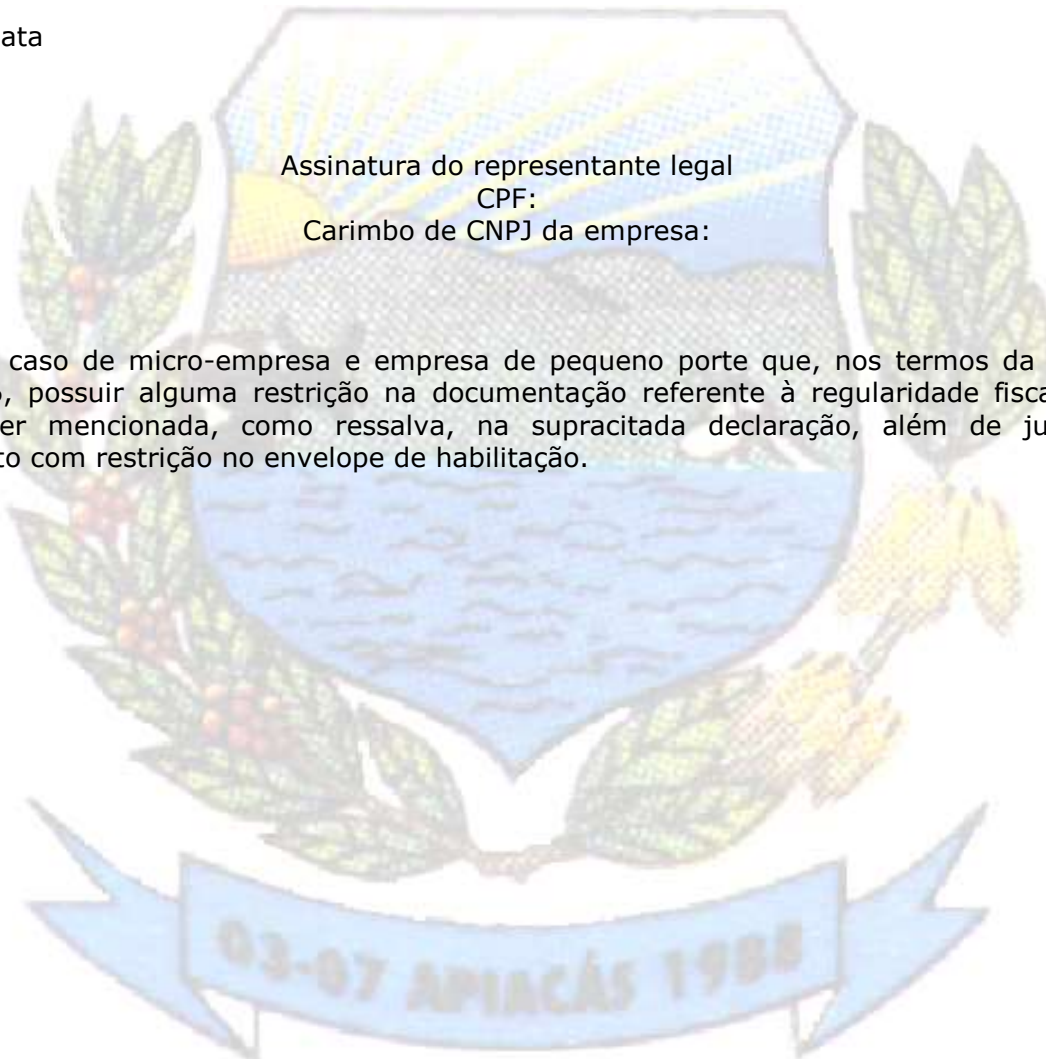 ata
Assinatura do representante legal
CPF:
Carimbo de CNPJ da empresa:
caso de micro-empresa e empresa de pequeno porte que, nos termos da
, possuir alguma restrição na documentação referente à regularidade fisca
er mencionada, como ressalva, na supracitada declaração, além de ju
to com restrição no envelope de habilitação.
03-07 APIACÁS 1988